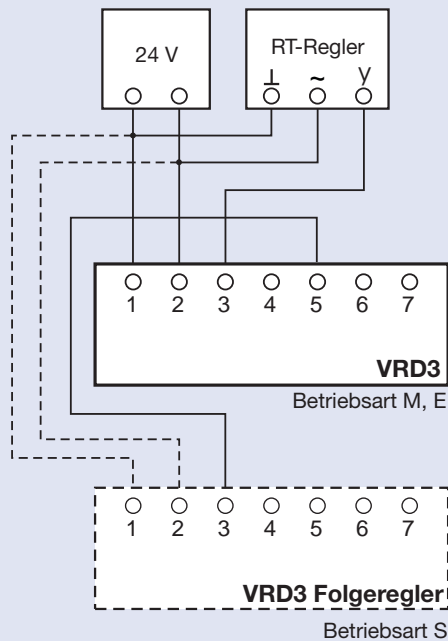 24 V
RT-Regler
⊥ ~ y
1 2 3 4 5 6 7
VRD3
Betriebsart M, E
1 2 3 4 5 6 7
VRD3 Folgeregler
Betriebsart S